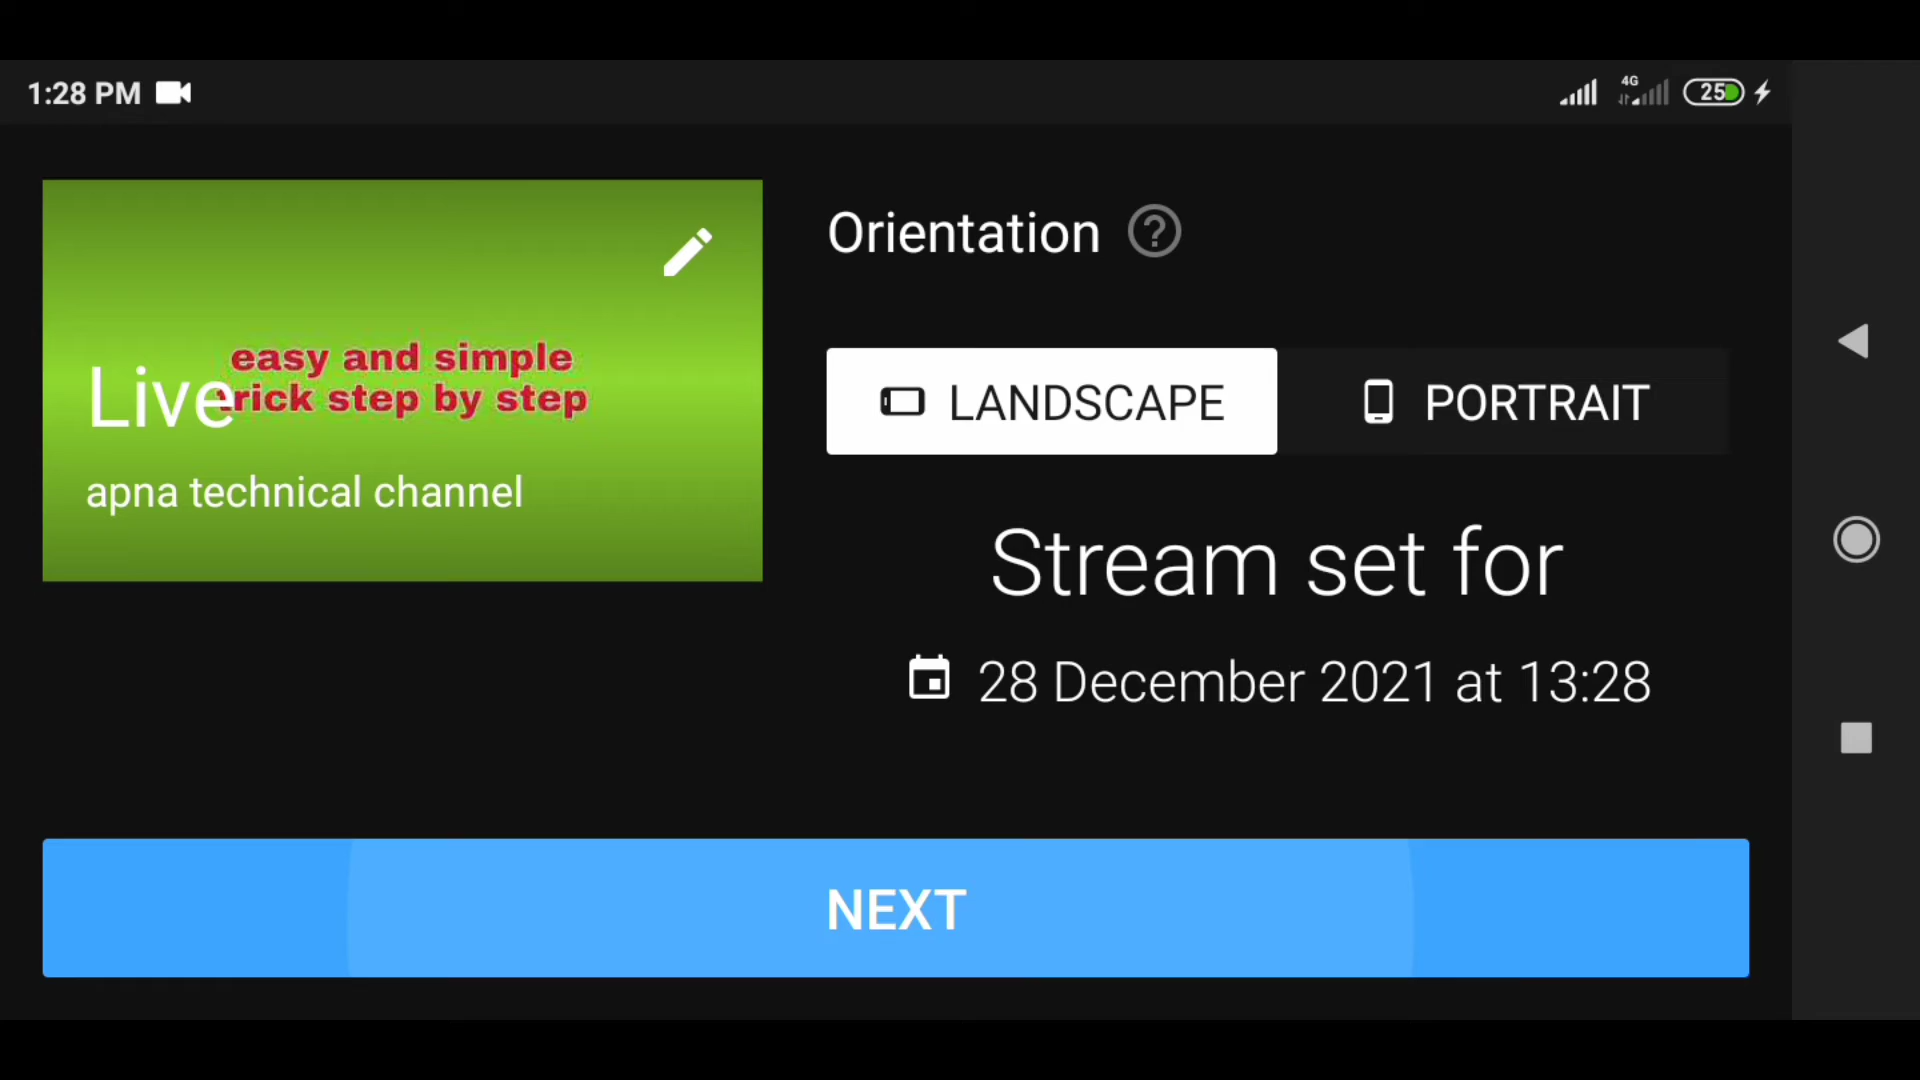 1:28 PM
4G
25
Orientation ?
easy and simple
trick step by step
Live
apna technical channel
LANDSCAPE
PORTRAIT
Stream set for
28 December 2021 at 13:28
NEXT